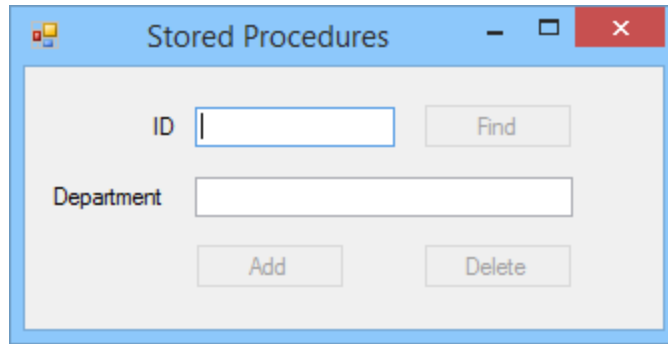 Stored Procedures
ID Find
Department
Add Delete